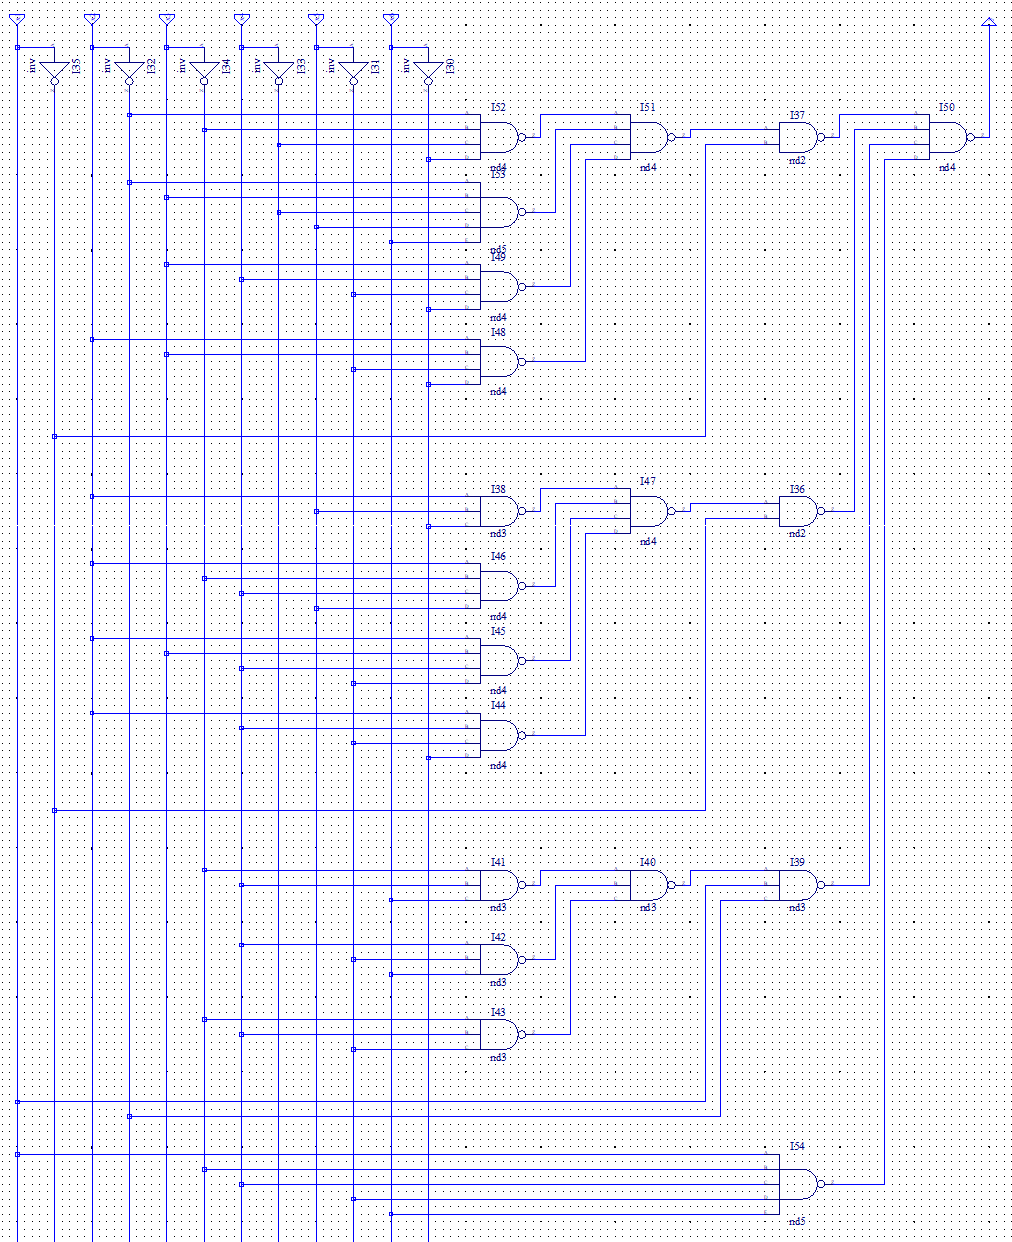 inv I35 inv I32 inv I34 inv I33 inv I31 inv I30
I52 I51 I37 I50
nd4 nd4 nd2 nd4
I53
nd5
I49
nd4
I48
nd4
I38 I47 I36
nd3 nd4 nd2
I46
nd4
I45
nd4
I44
nd4
I41 I40 I39
nd3 nd3 nd3
I42
nd3
I43
nd3
I54
nd5